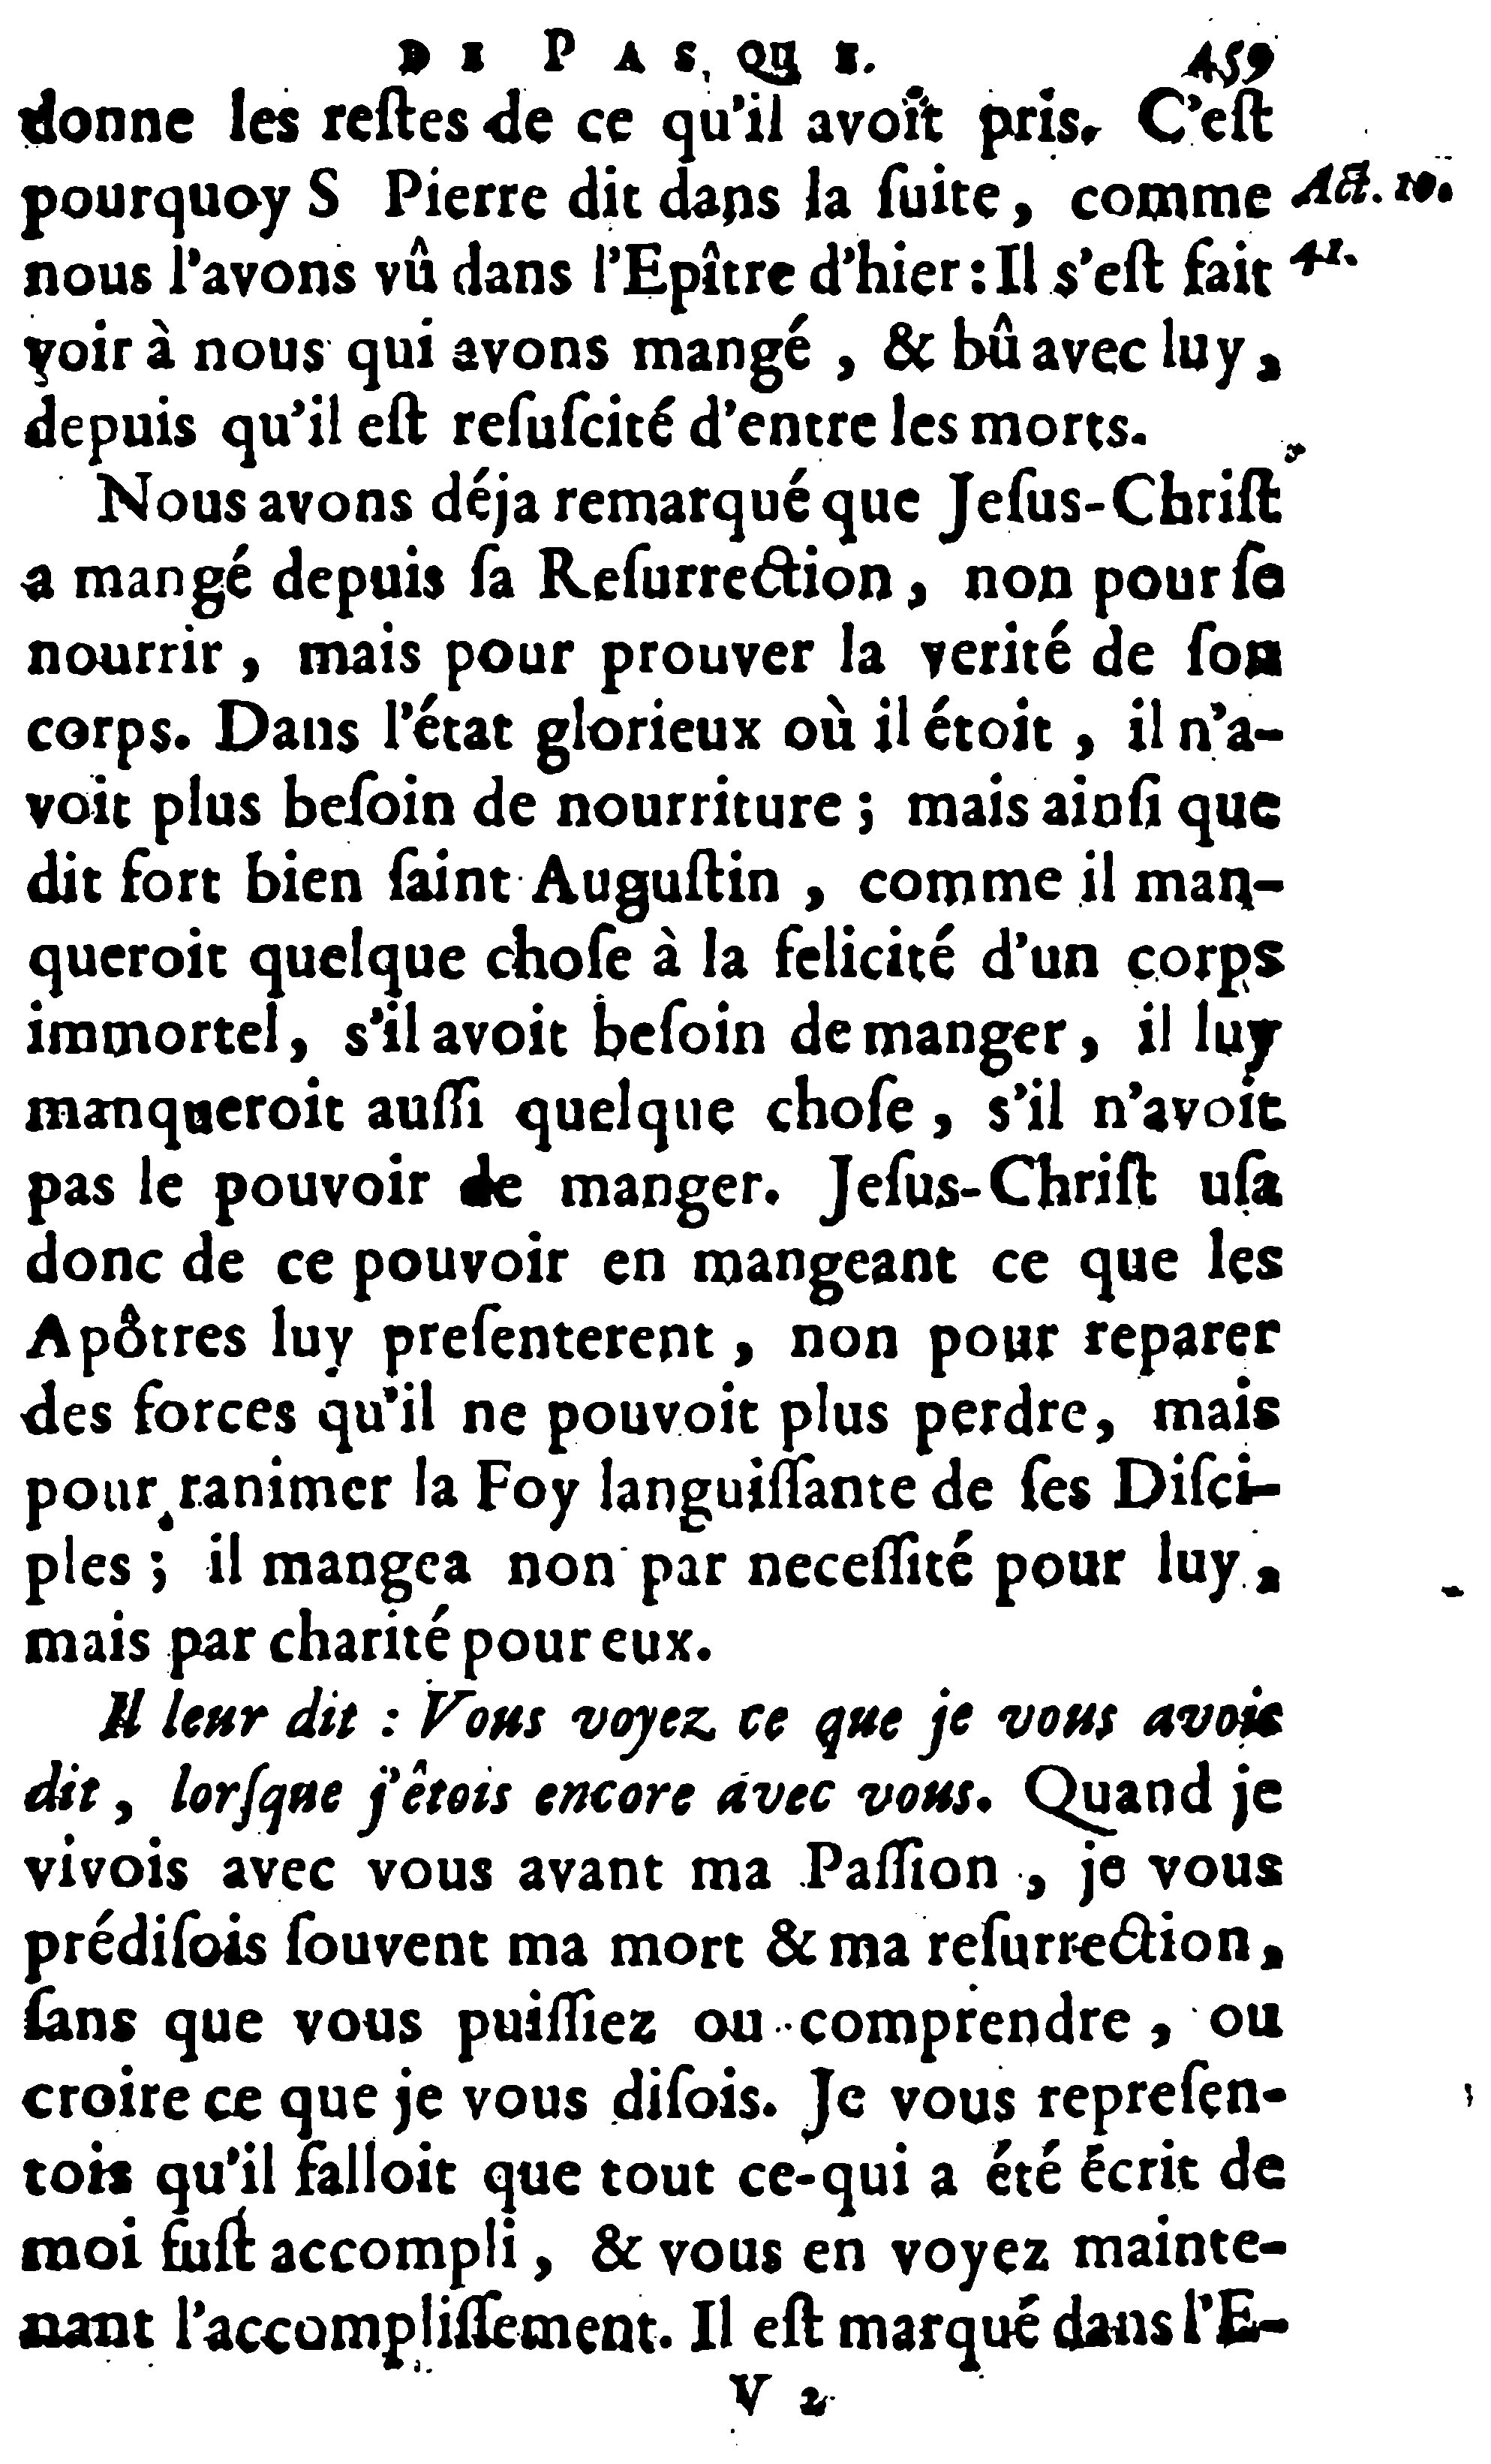 DE PASQUE. 459
donne les reſtes de ce qu'il avoit pris. C'eſt
pourquoy S Pierre dit dans la ſuite, comme Act. 10.
nous l'avons vû dans l'Epître d'hier: Il s'eſt fait 41.
voir à nous qui avons mangé, & bû avec luy,
depuis qu'il eſt reſuſcité d'entre les morts.
Nous avons déja remarqué que Jeſus-Chriſt
a mangé depuis ſa Reſurrection, non pour ſe
nourrir, mais pour prouver la verité de ſon
corps. Dans l'état glorieux où il étoit, il n'a-
voit plus beſoin de nourriture; mais ainſi que
dit fort bien ſaint Auguſtin, comme il man-
queroit quelque choſe à la felicité d'un corps
immortel, s'il avoit beſoin de manger, il luy
manqueroit auſſi quelque choſe, s'il n'avoit
pas le pouvoir de manger. Jeſus-Chriſt uſa
donc de ce pouvoir en mangeant ce que les
Apôtres luy preſenterent, non pour reparer
des forces qu'il ne pouvoit plus perdre, mais
pour ranimer la Foy languiſſante de ſes Diſci-
ples; il mangea non par neceſſité pour luy,
mais par charité pour eux.
Il leur dit : Vous voyez ce que je vous avois
dit, lorſque j'êtois encore avec vous. Quand je
vivois avec vous avant ma Paſſion, je vous
prédiſois ſouvent ma mort & ma reſurrection,
ſans que vous puiſſiez ou comprendre, ou
croire ce que je vous diſois. Je vous repreſen-
tois qu'il falloit que tout ce-qui a été écrit de
moi fuſt accompli, & vous en voyez mainte-
nant l'accompliſſement. Il eſt marqué dans l'E-
V 2